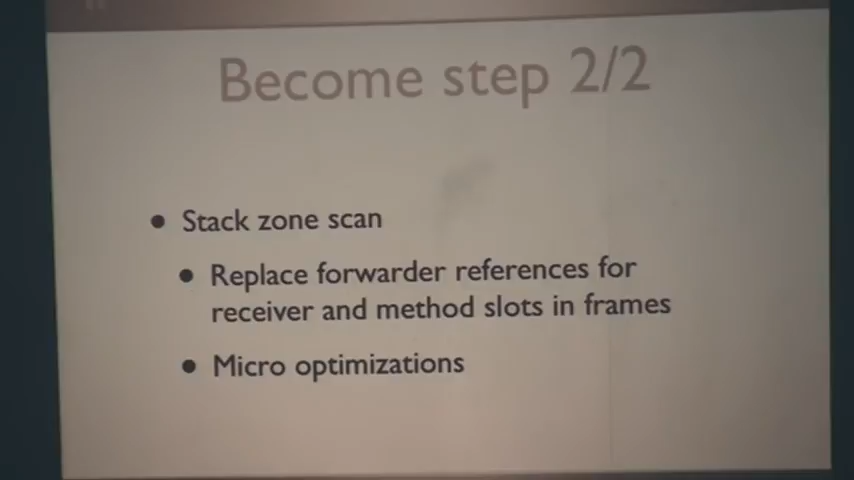 Become step 2/2
• Stack zone scan
• Replace forwarder references for
receiver and method slots in frames
• Micro optimizations